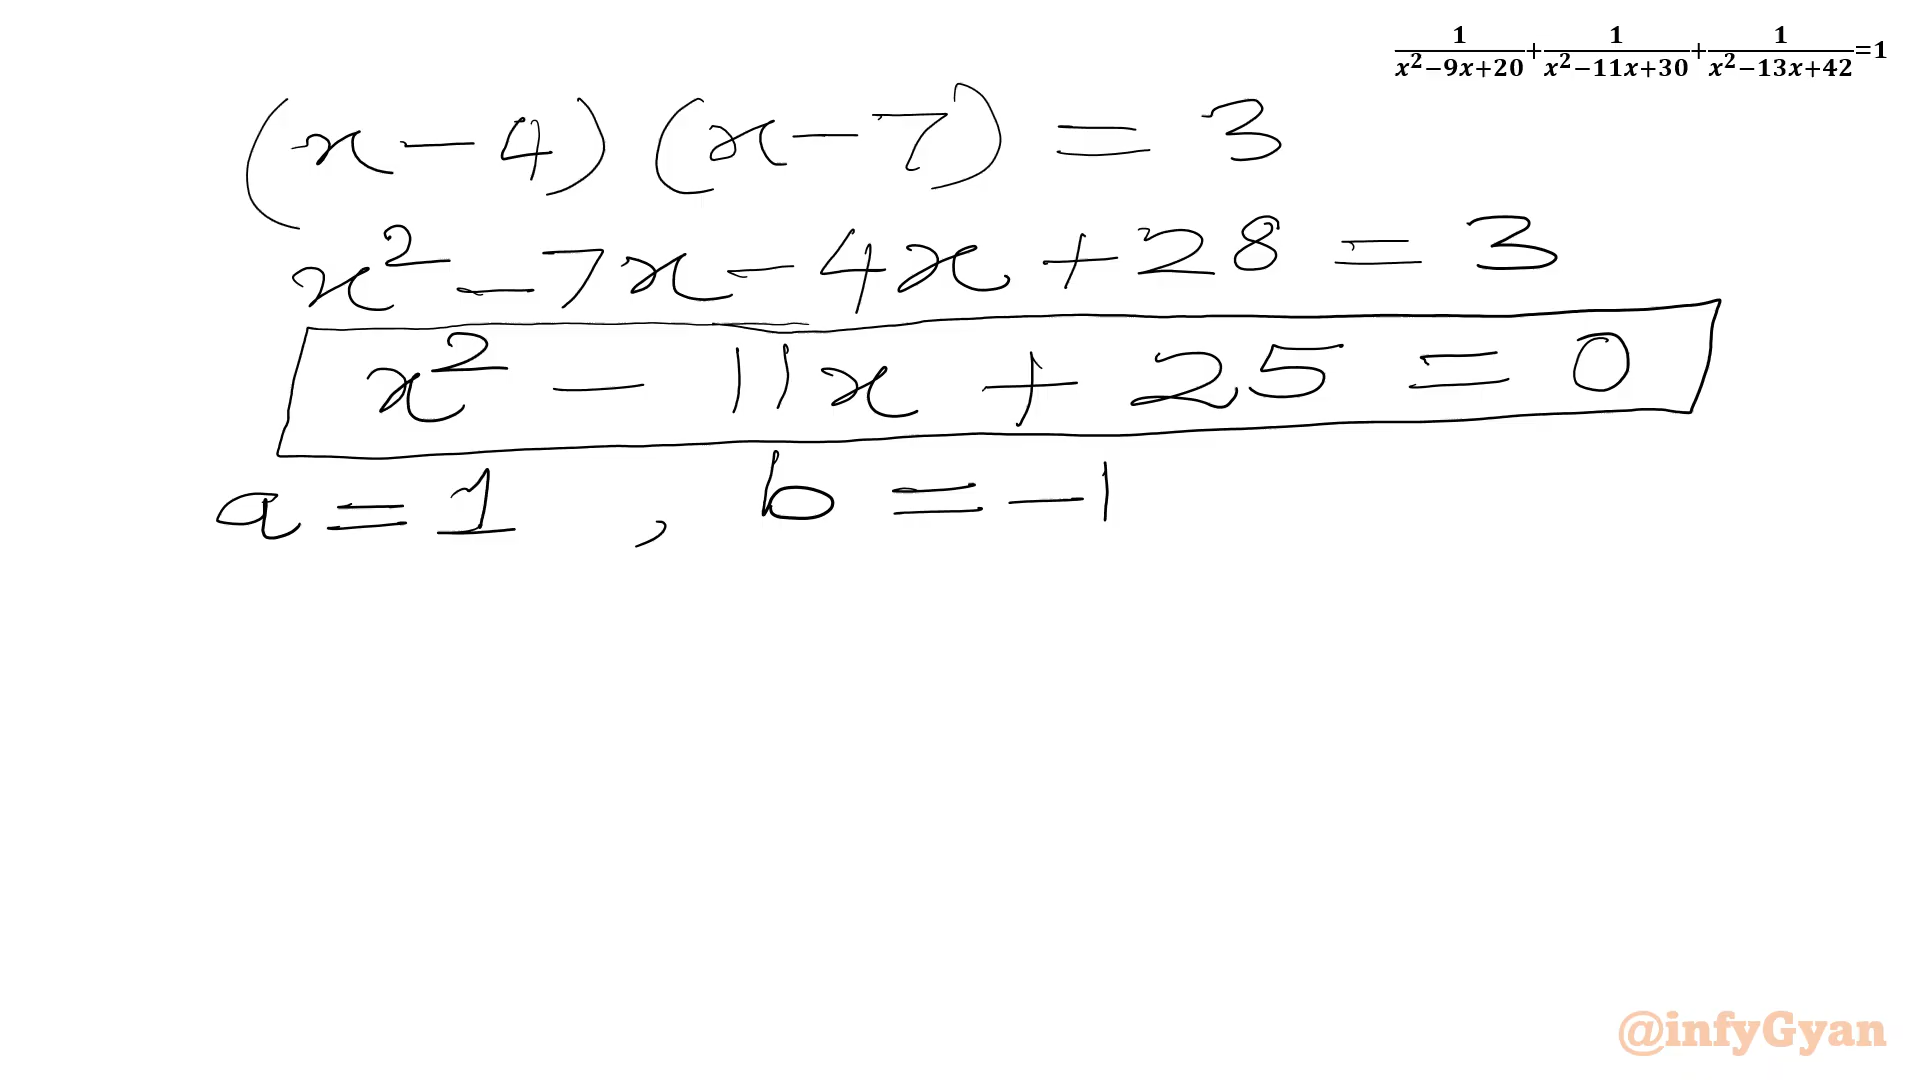 1/(x²−9x+20) + 1/(x²−11x+30) + 1/(x²−13x+42) =1
(x − 4) (x − 7) = 3
x² − 7x − 4x + 28 = 3
x² − 11x + 25 = 0
a = 1 , b = −1
@infyGyan